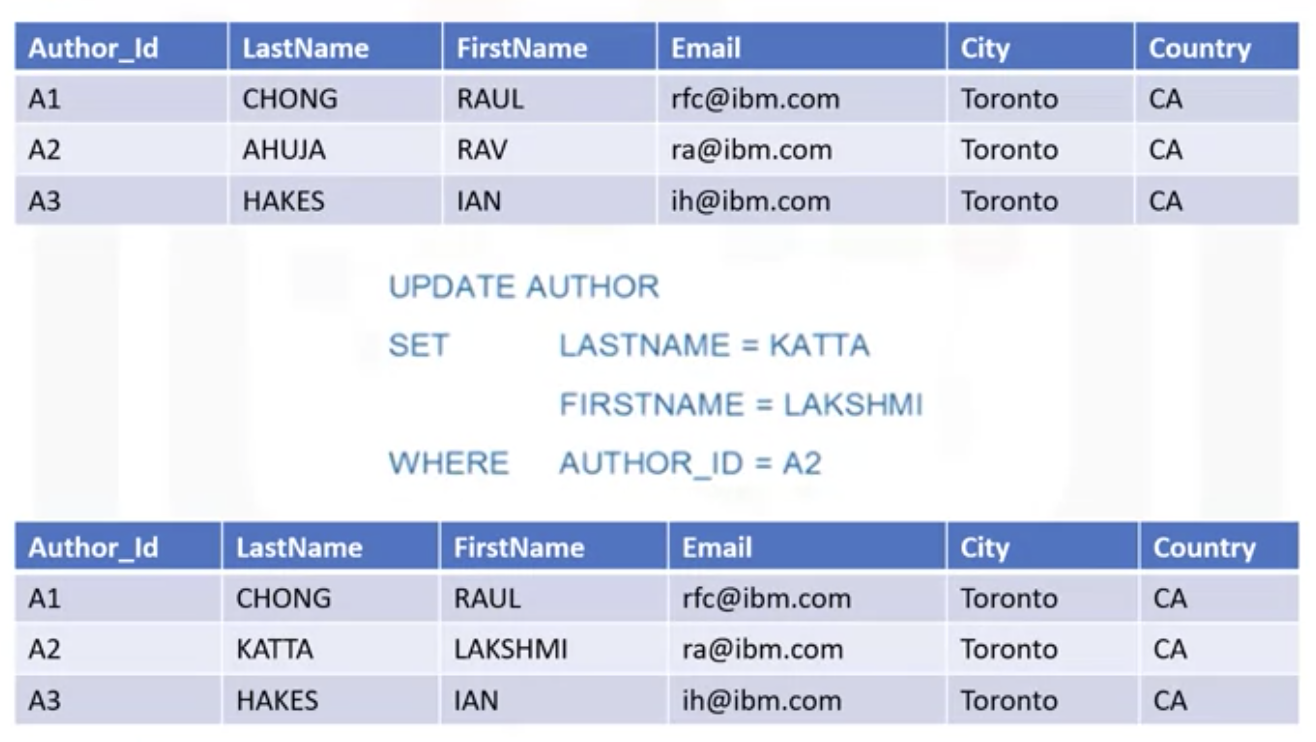 Author_Id LastName FirstName Email City Country
A1 CHONG RAUL rfc@ibm.com Toronto CA
A2 AHUJA RAV ra@ibm.com Toronto CA
A3 HAKES IAN ih@ibm.com Toronto CA
UPDATE AUTHOR
SET LASTNAME = KATTA
FIRSTNAME = LAKSHMI
WHERE AUTHOR_ID = A2
Author_Id LastName FirstName Email City Country
A1 CHONG RAUL rfc@ibm.com Toronto CA
A2 KATTA LAKSHMI ra@ibm.com Toronto CA
A3 HAKES IAN ih@ibm.com Toronto CA